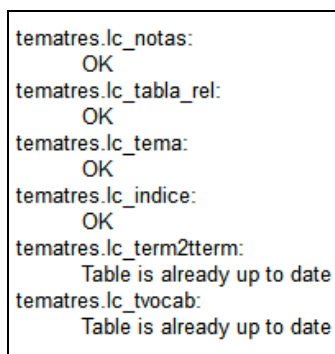 tematres.lc_notas:
OK
tematres.lc_tabla_rel:
OK
tematres.lc_tema:
OK
tematres.lc_indice:
OK
tematres.lc_term2tterm:
Table is already up to date
tematres.lc_tvocab:
Table is already up to date